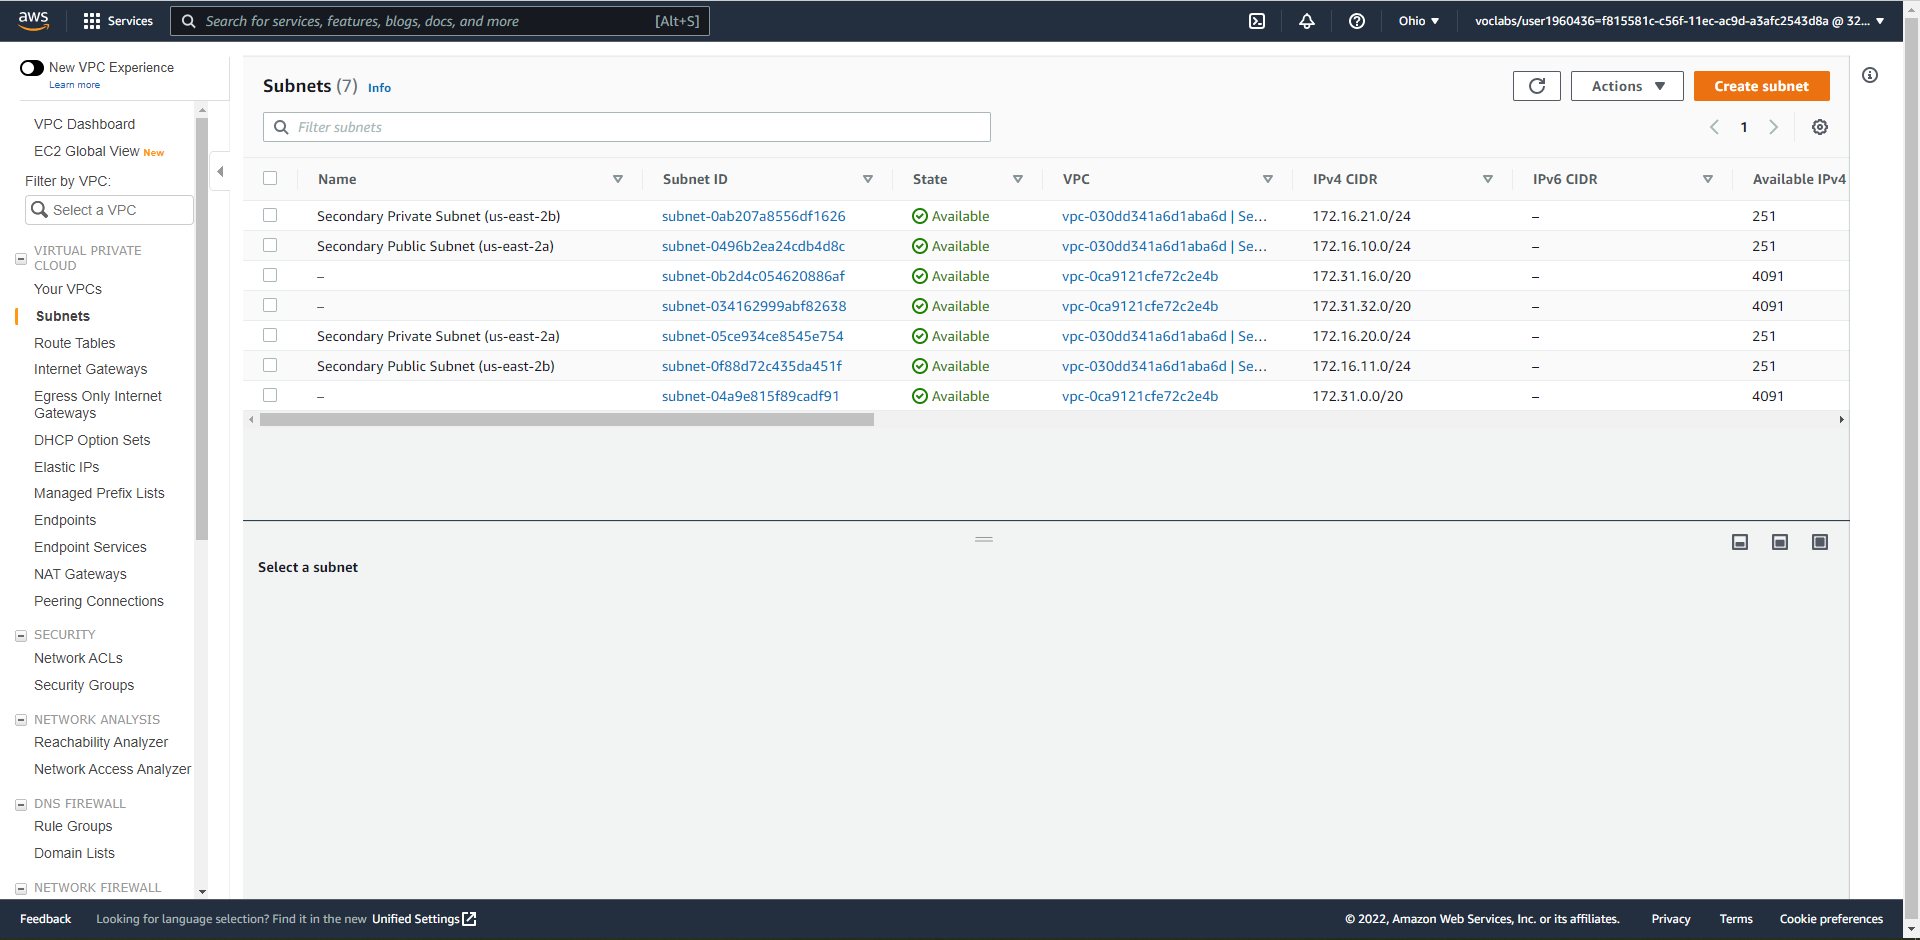 aws Services Search for services, features, blogs, docs, and more [Alt+S] Ohio voclabs/user1960436=f815581c-c56f-11ec-ac9d-a3afc2543d8a @ 32...
New VPC Experience
Learn more
VPC Dashboard
EC2 Global View New
Filter by VPC:
Select a VPC
VIRTUAL PRIVATE
CLOUD
Your VPCs
Subnets
Route Tables
Internet Gateways
Egress Only Internet
Gateways
DHCP Option Sets
Elastic IPs
Managed Prefix Lists
Endpoints
Endpoint Services
NAT Gateways
Peering Connections
SECURITY
Network ACLs
Security Groups
NETWORK ANALYSIS
Reachability Analyzer
Network Access Analyzer
DNS FIREWALL
Rule Groups
Domain Lists
NETWORK FIREWALL
Subnets (7) Info
Actions Create subnet
Filter subnets
1
Name Subnet ID State VPC IPv4 CIDR IPv6 CIDR Available IPv4
Secondary Private Subnet (us-east-2b) subnet-0ab207a8556df1626 Available vpc-030dd341a6d1aba6d | Se... 172.16.21.0/24 – 251
Secondary Public Subnet (us-east-2a) subnet-0496b2ea24cdb4d8c Available vpc-030dd341a6d1aba6d | Se... 172.16.10.0/24 – 251
– subnet-0b2d4c054620886af Available vpc-0ca9121cfe72c2e4b 172.31.16.0/20 – 4091
– subnet-034162999abf82638 Available vpc-0ca9121cfe72c2e4b 172.31.32.0/20 – 4091
Secondary Private Subnet (us-east-2a) subnet-05ce934ce8545e754 Available vpc-030dd341a6d1aba6d | Se... 172.16.20.0/24 – 251
Secondary Public Subnet (us-east-2b) subnet-0f88d72c435da451f Available vpc-030dd341a6d1aba6d | Se... 172.16.11.0/24 – 251
– subnet-04a9e815f89cadf91 Available vpc-0ca9121cfe72c2e4b 172.31.0.0/20 – 4091
Select a subnet
Feedback Looking for language selection? Find it in the new Unified Settings © 2022, Amazon Web Services, Inc. or its affiliates. Privacy Terms Cookie preferences